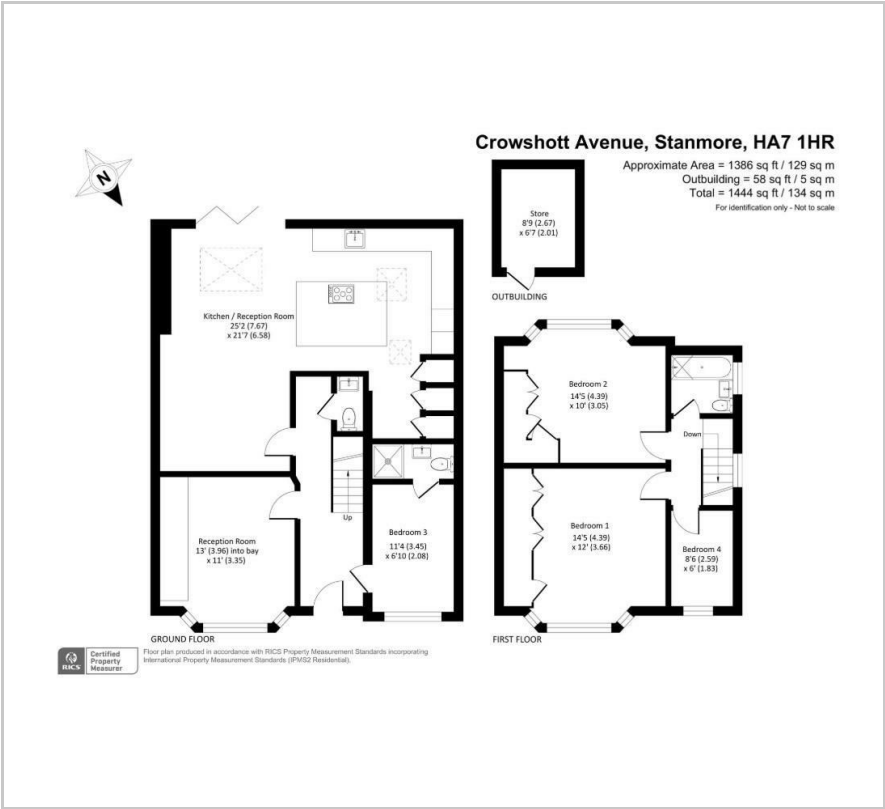 Crowshott Avenue, Stanmore, HA7 1HR
Approximate Area = 1386 sq ft / 129 sq m
Outbuilding = 58 sq ft / 5 sq m
Total = 1444 sq ft / 134 sq m
For identification only - Not to scale
N
Store
8'9 (2.67)
x 6'7 (2.01)
OUTBUILDING
Kitchen / Reception Room
25'2 (7.67)
x 21'7 (6.58)
Up
Reception Room
13' (3.96) into bay
x 11' (3.35)
Bedroom 3
11'4 (3.45)
x 6'10 (2.08)
GROUND FLOOR
Bedroom 2
14'5 (4.39)
x 10' (3.05)
Down
Bedroom 1
14'5 (4.39)
x 12' (3.66)
Bedroom 4
8'6 (2.59)
x 6' (1.83)
FIRST FLOOR
RICS
Certified
Property
Measurer
Floor plan produced in accordance with RICS Property Measurement Standards incorporating
International Property Measurement Standards (IPMS2 Residential).